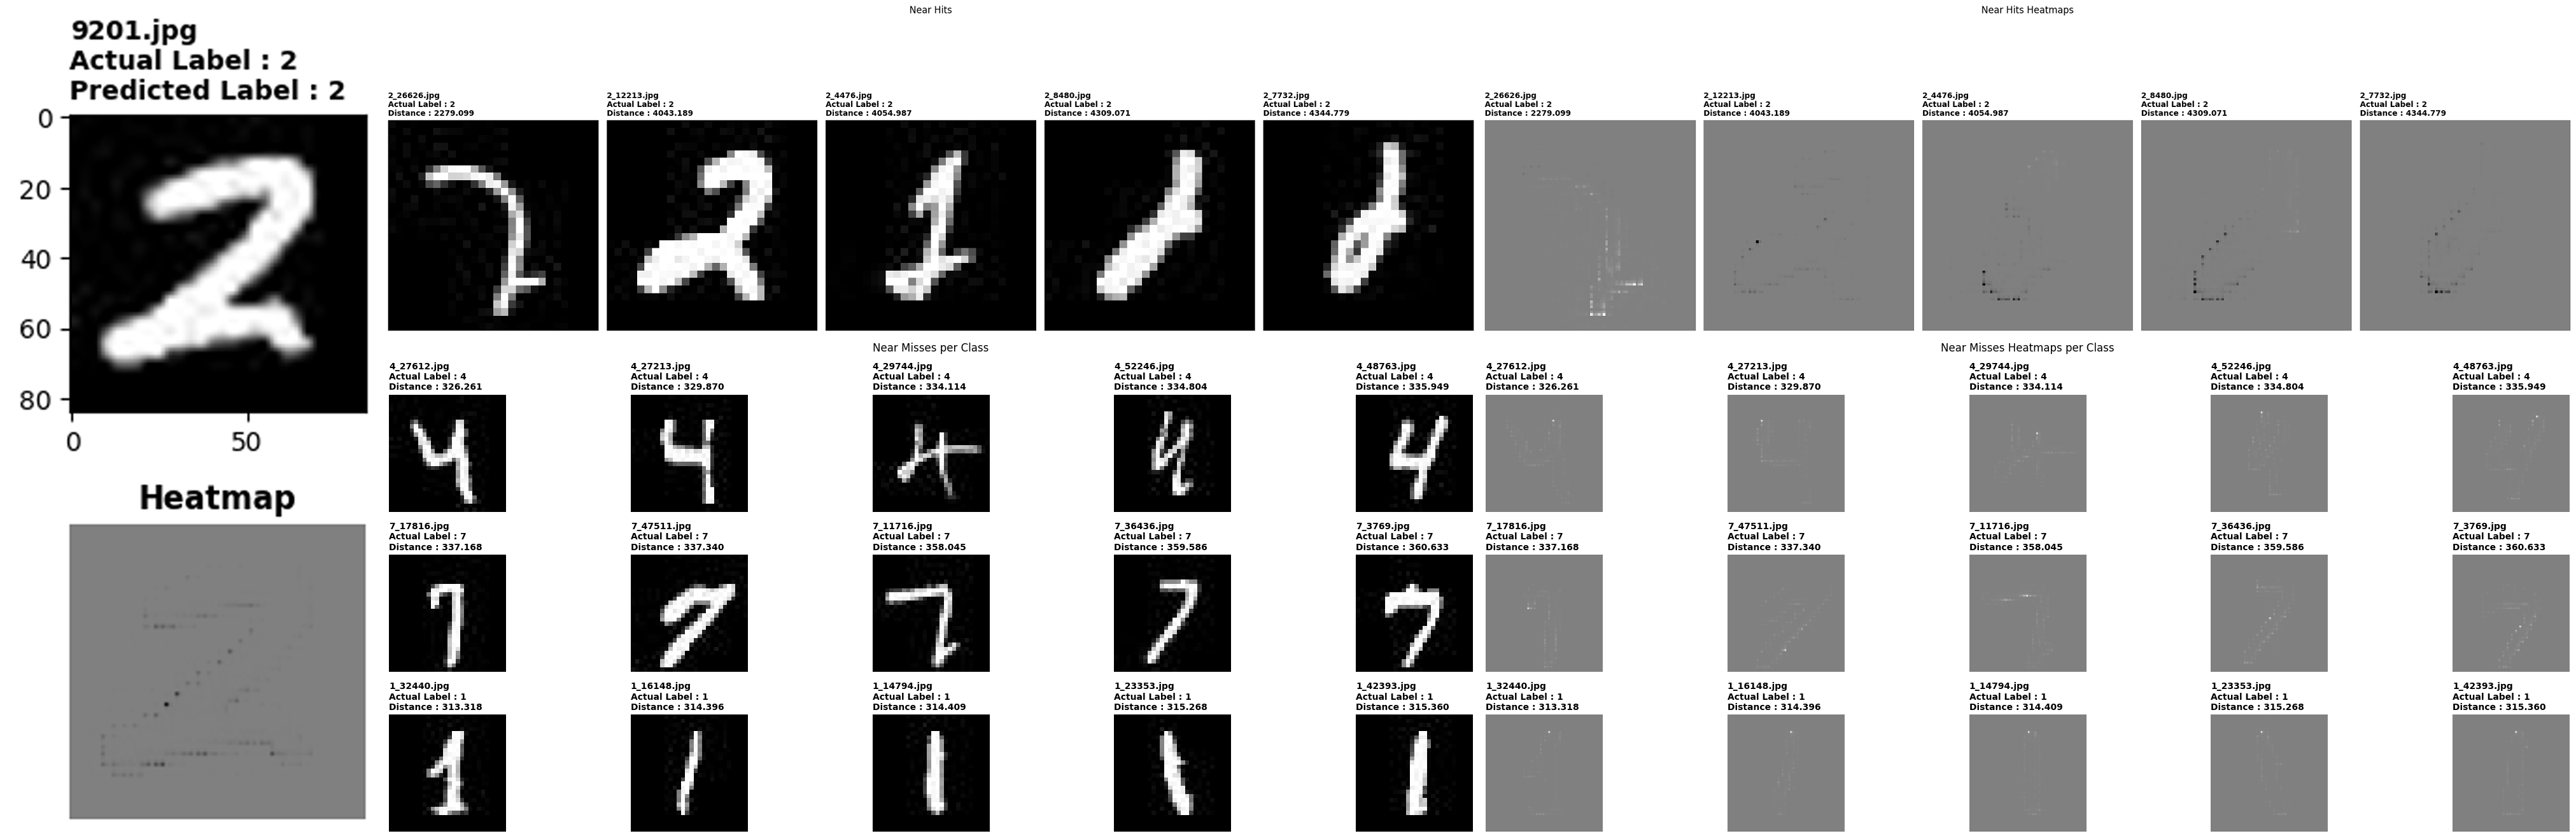 9201.jpg
Actual Label : 2
Predicted Label : 2
0
20
40
60
80
0 50
Heatmap
Near Hits
2_26626.jpg
Actual Label : 2
Distance : 2279.099
2_12213.jpg
Actual Label : 2
Distance : 4043.189
2_4476.jpg
Actual Label : 2
Distance : 4054.987
2_8480.jpg
Actual Label : 2
Distance : 4309.071
2_7732.jpg
Actual Label : 2
Distance : 4344.779
Near Hits Heatmaps
2_26626.jpg
Actual Label : 2
Distance : 2279.099
2_12213.jpg
Actual Label : 2
Distance : 4043.189
2_4476.jpg
Actual Label : 2
Distance : 4054.987
2_8480.jpg
Actual Label : 2
Distance : 4309.071
2_7732.jpg
Actual Label : 2
Distance : 4344.779
Near Misses per Class
4_27612.jpg
Actual Label : 4
Distance : 326.261
4_27213.jpg
Actual Label : 4
Distance : 329.870
4_29744.jpg
Actual Label : 4
Distance : 334.114
4_52246.jpg
Actual Label : 4
Distance : 334.804
4_48763.jpg
Actual Label : 4
Distance : 335.949
7_17816.jpg
Actual Label : 7
Distance : 337.168
7_47511.jpg
Actual Label : 7
Distance : 337.340
7_11716.jpg
Actual Label : 7
Distance : 358.045
7_36436.jpg
Actual Label : 7
Distance : 359.586
7_3769.jpg
Actual Label : 7
Distance : 360.633
1_32440.jpg
Actual Label : 1
Distance : 313.318
1_16148.jpg
Actual Label : 1
Distance : 314.396
1_14794.jpg
Actual Label : 1
Distance : 314.409
1_23353.jpg
Actual Label : 1
Distance : 315.268
1_42393.jpg
Actual Label : 1
Distance : 315.360
Near Misses Heatmaps per Class
4_27612.jpg
Actual Label : 4
Distance : 326.261
4_27213.jpg
Actual Label : 4
Distance : 329.870
4_29744.jpg
Actual Label : 4
Distance : 334.114
4_52246.jpg
Actual Label : 4
Distance : 334.804
4_48763.jpg
Actual Label : 4
Distance : 335.949
7_17816.jpg
Actual Label : 7
Distance : 337.168
7_47511.jpg
Actual Label : 7
Distance : 337.340
7_11716.jpg
Actual Label : 7
Distance : 358.045
7_36436.jpg
Actual Label : 7
Distance : 359.586
7_3769.jpg
Actual Label : 7
Distance : 360.633
1_32440.jpg
Actual Label : 1
Distance : 313.318
1_16148.jpg
Actual Label : 1
Distance : 314.396
1_14794.jpg
Actual Label : 1
Distance : 314.409
1_23353.jpg
Actual Label : 1
Distance : 315.268
1_42393.jpg
Actual Label : 1
Distance : 315.360